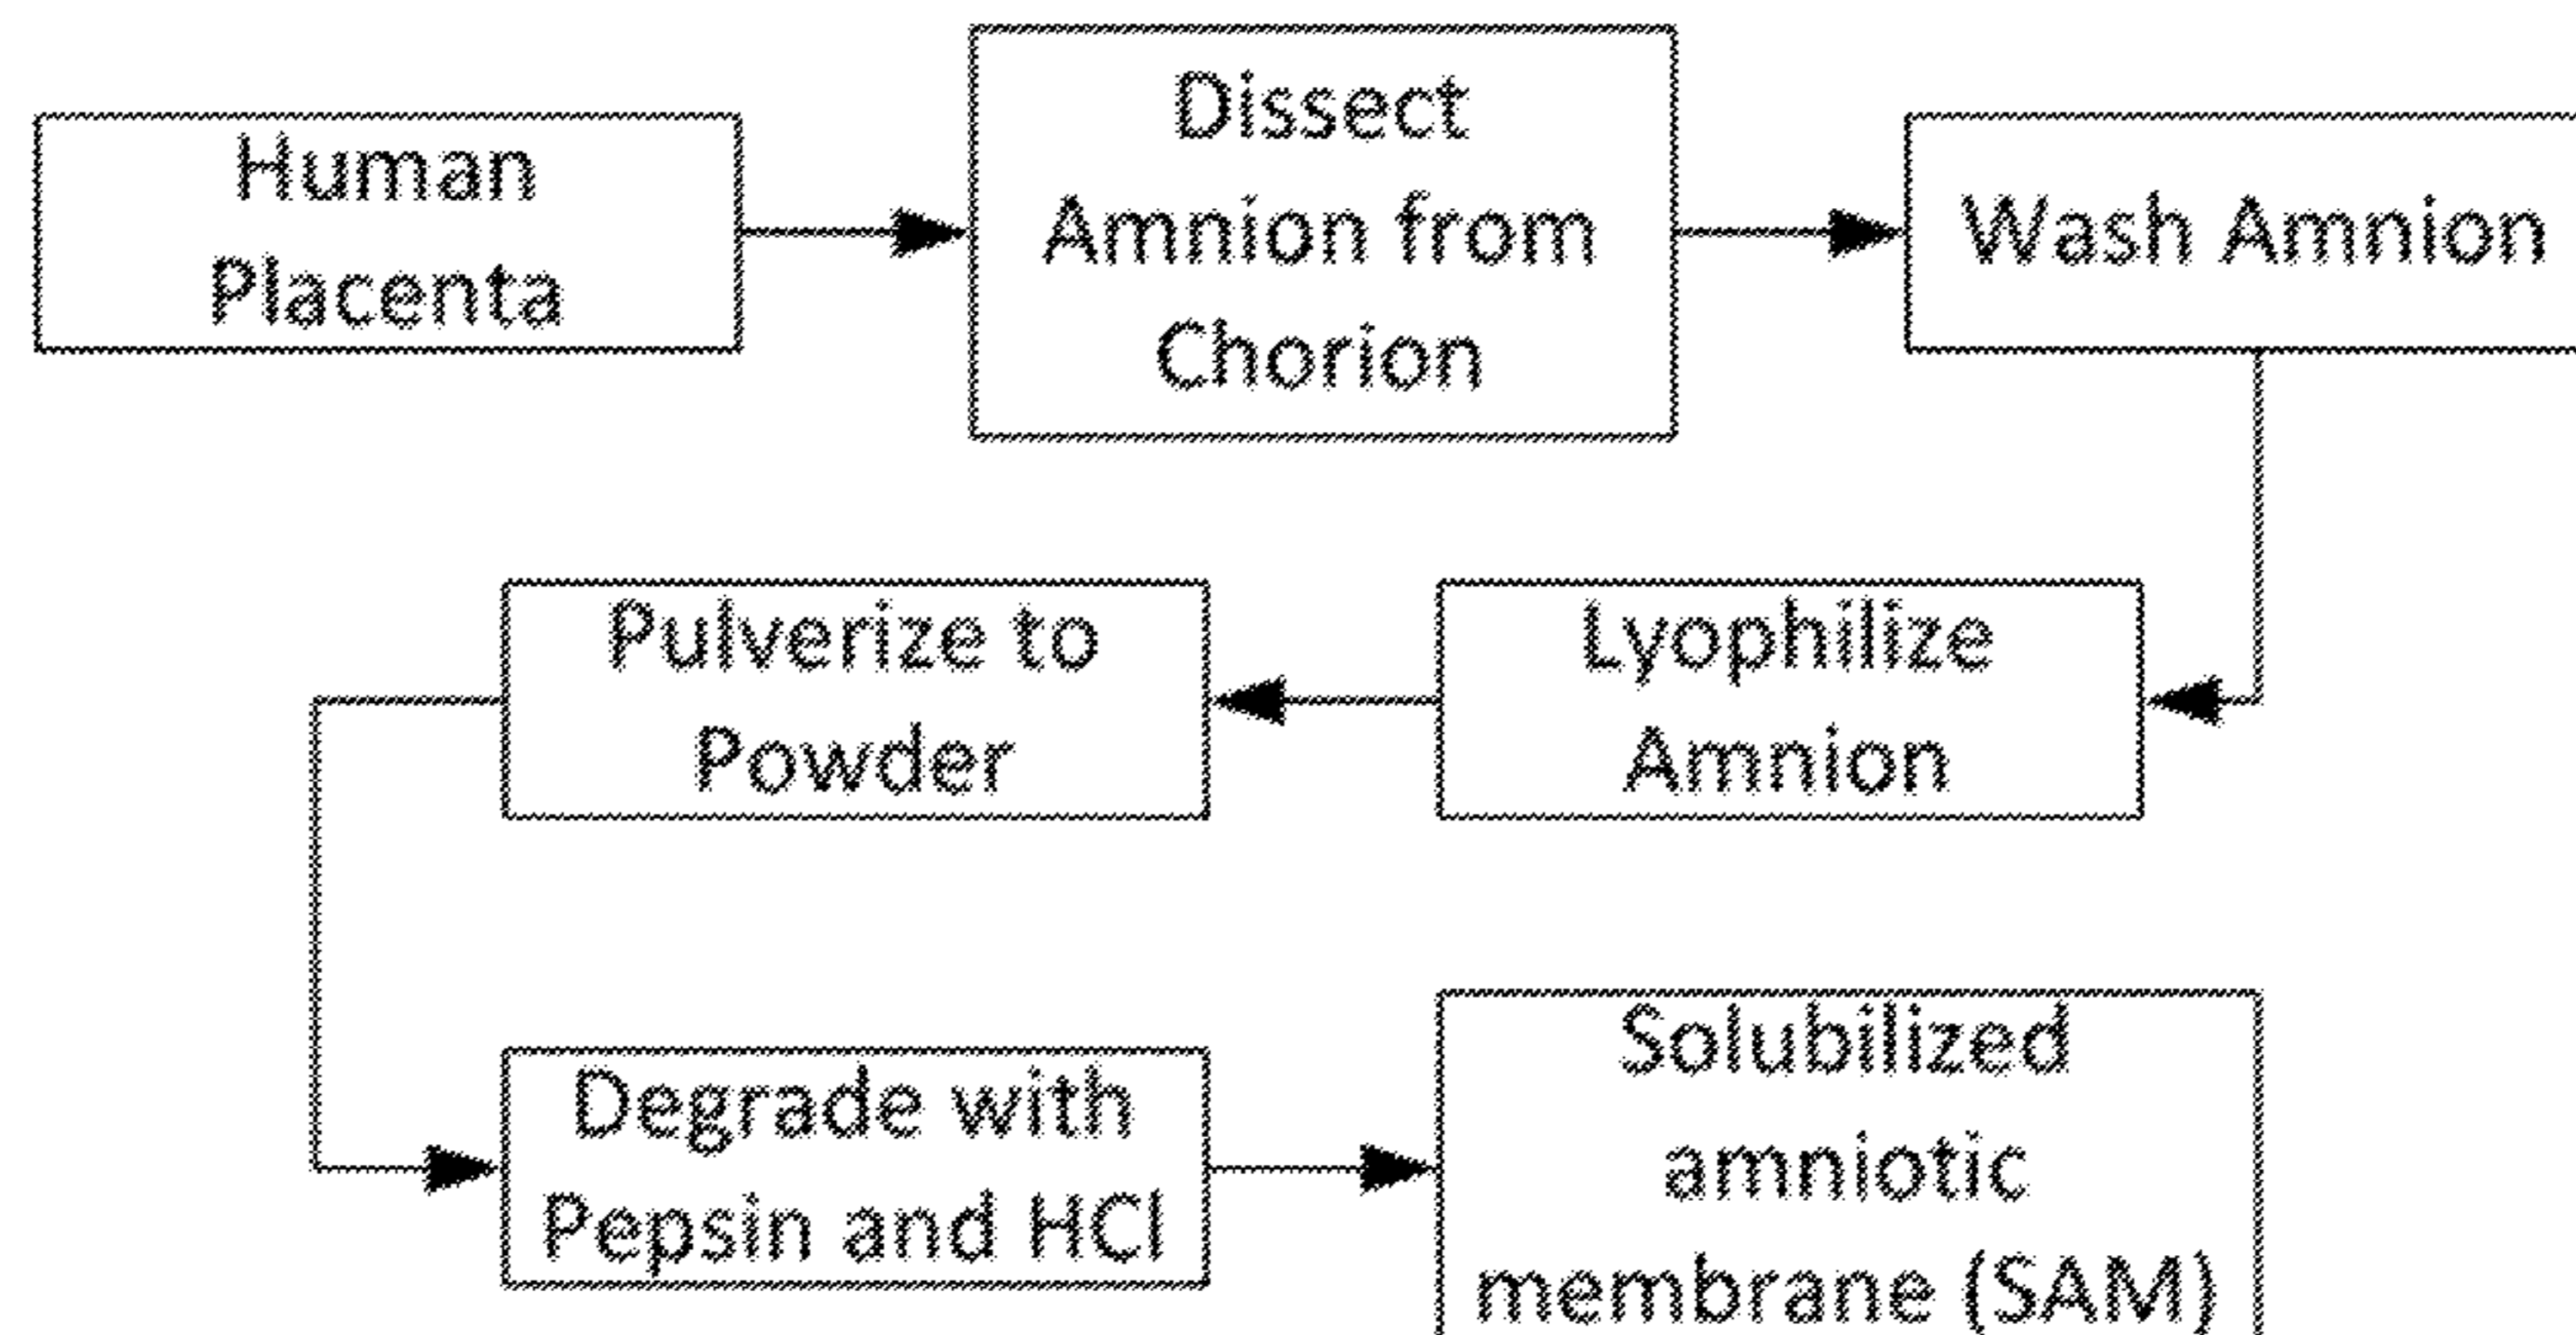 Human
Placenta
Dissect
Amnion from
Chorion
Wash Amnion
Lyophilize
Amnion
Pulverize to
Powder
Degrade with
Pepsin and HCl
Solubilized
amniotic
membrane (SAM)